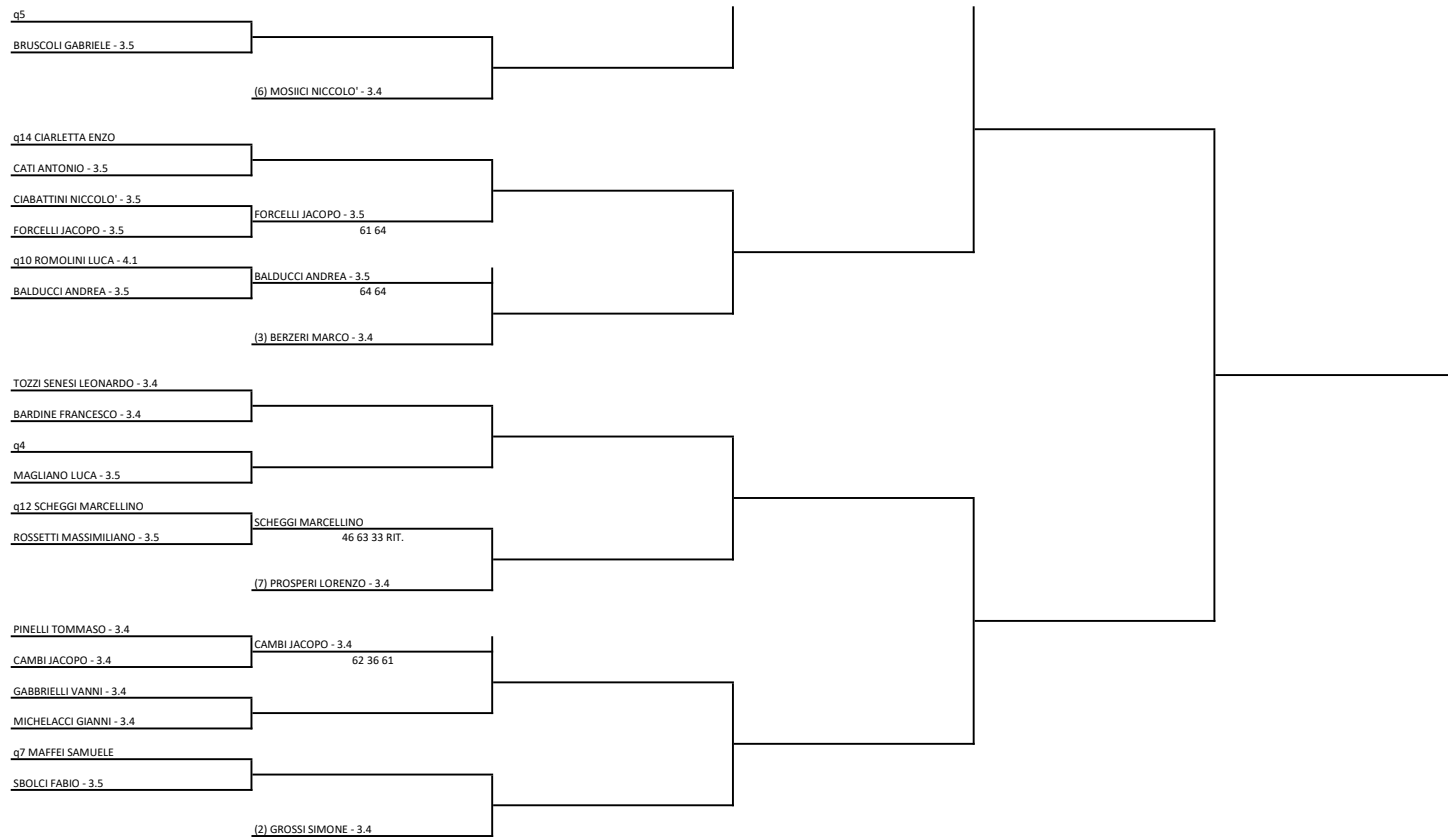 q5
BRUSCOLI GABRIELE - 3.5
(6) MOSIICI NICCOLO' - 3.4
q14 CIARLETTA ENZO
CATI ANTONIO - 3.5
CIABATTINI NICCOLO' - 3.5
FORCELLI JACOPO - 3.5
FORCELLI JACOPO - 3.5
61 64
q10 ROMOLINI LUCA - 4.1
BALDUCCI ANDREA - 3.5
BALDUCCI ANDREA - 3.5
64 64
(3) BERZERI MARCO - 3.4
TOZZI SENESI LEONARDO - 3.4
BARDINE FRANCESCO - 3.4
q4
MAGLIANO LUCA - 3.5
q12 SCHEGGI MARCELLINO
SCHEGGI MARCELLINO
ROSSETTI MASSIMILIANO - 3.5
46 63 33 RIT.
(7) PROSPERI LORENZO - 3.4
PINELLI TOMMASO - 3.4
CAMBI JACOPO - 3.4
CAMBI JACOPO - 3.4
62 36 61
GABBRIELLI VANNI - 3.4
MICHELACCI GIANNI - 3.4
q7 MAFFEI SAMUELE
SBOLCI FABIO - 3.5
(2) GROSSI SIMONE - 3.4